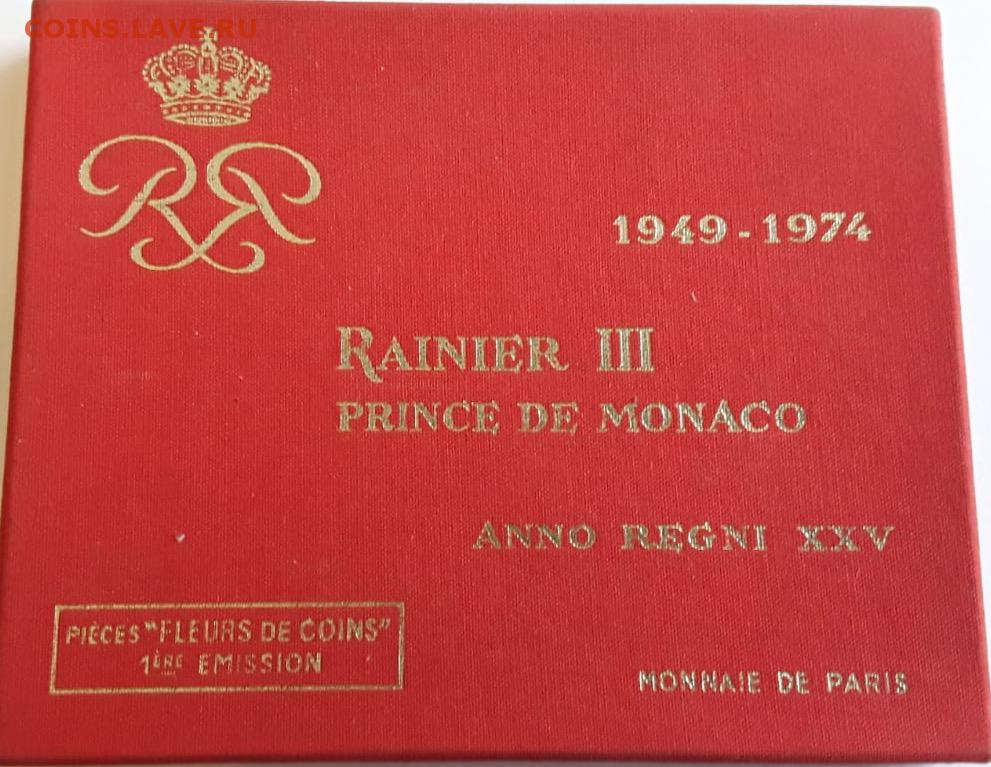 COINS.LAVE.RU
RR
1949 - 1974
RAINIER III
PRINCE DE MONACO
ANNO REGNI XXV
PIÈCES "FLEURS DE COINS"
1ÈRE EMISSION
MONNAIE DE PARIS